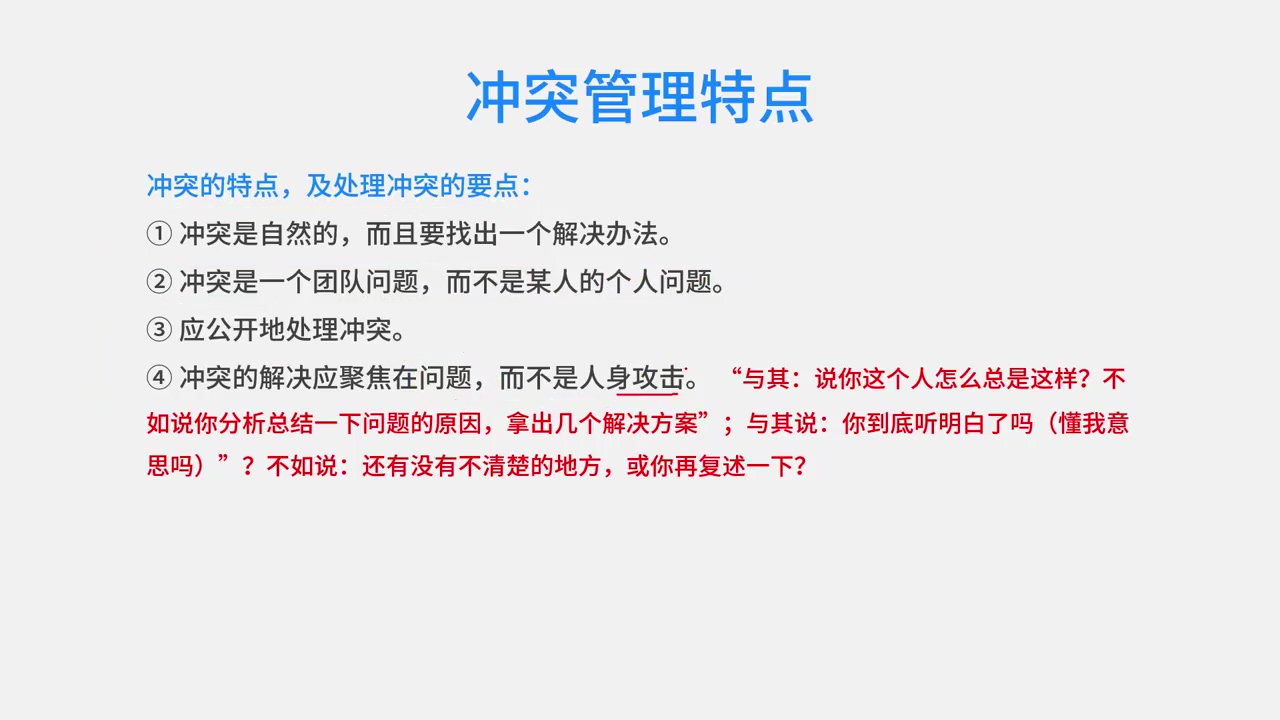 冲突管理特点
冲突的特点，及处理冲突的要点：
① 冲突是自然的，而且要找出一个解决办法。
② 冲突是一个团队问题，而不是某人的个人问题。
③ 应公开地处理冲突。
④ 冲突的解决应聚焦在问题，而不是人身攻击。 “与其：说你这个人怎么总是这样？不
如说你分析总结一下问题的原因，拿出几个解决方案”；与其说：你到底听明白了吗（懂我意
思吗）”？不如说：还有没有不清楚的地方，或你再复述一下？